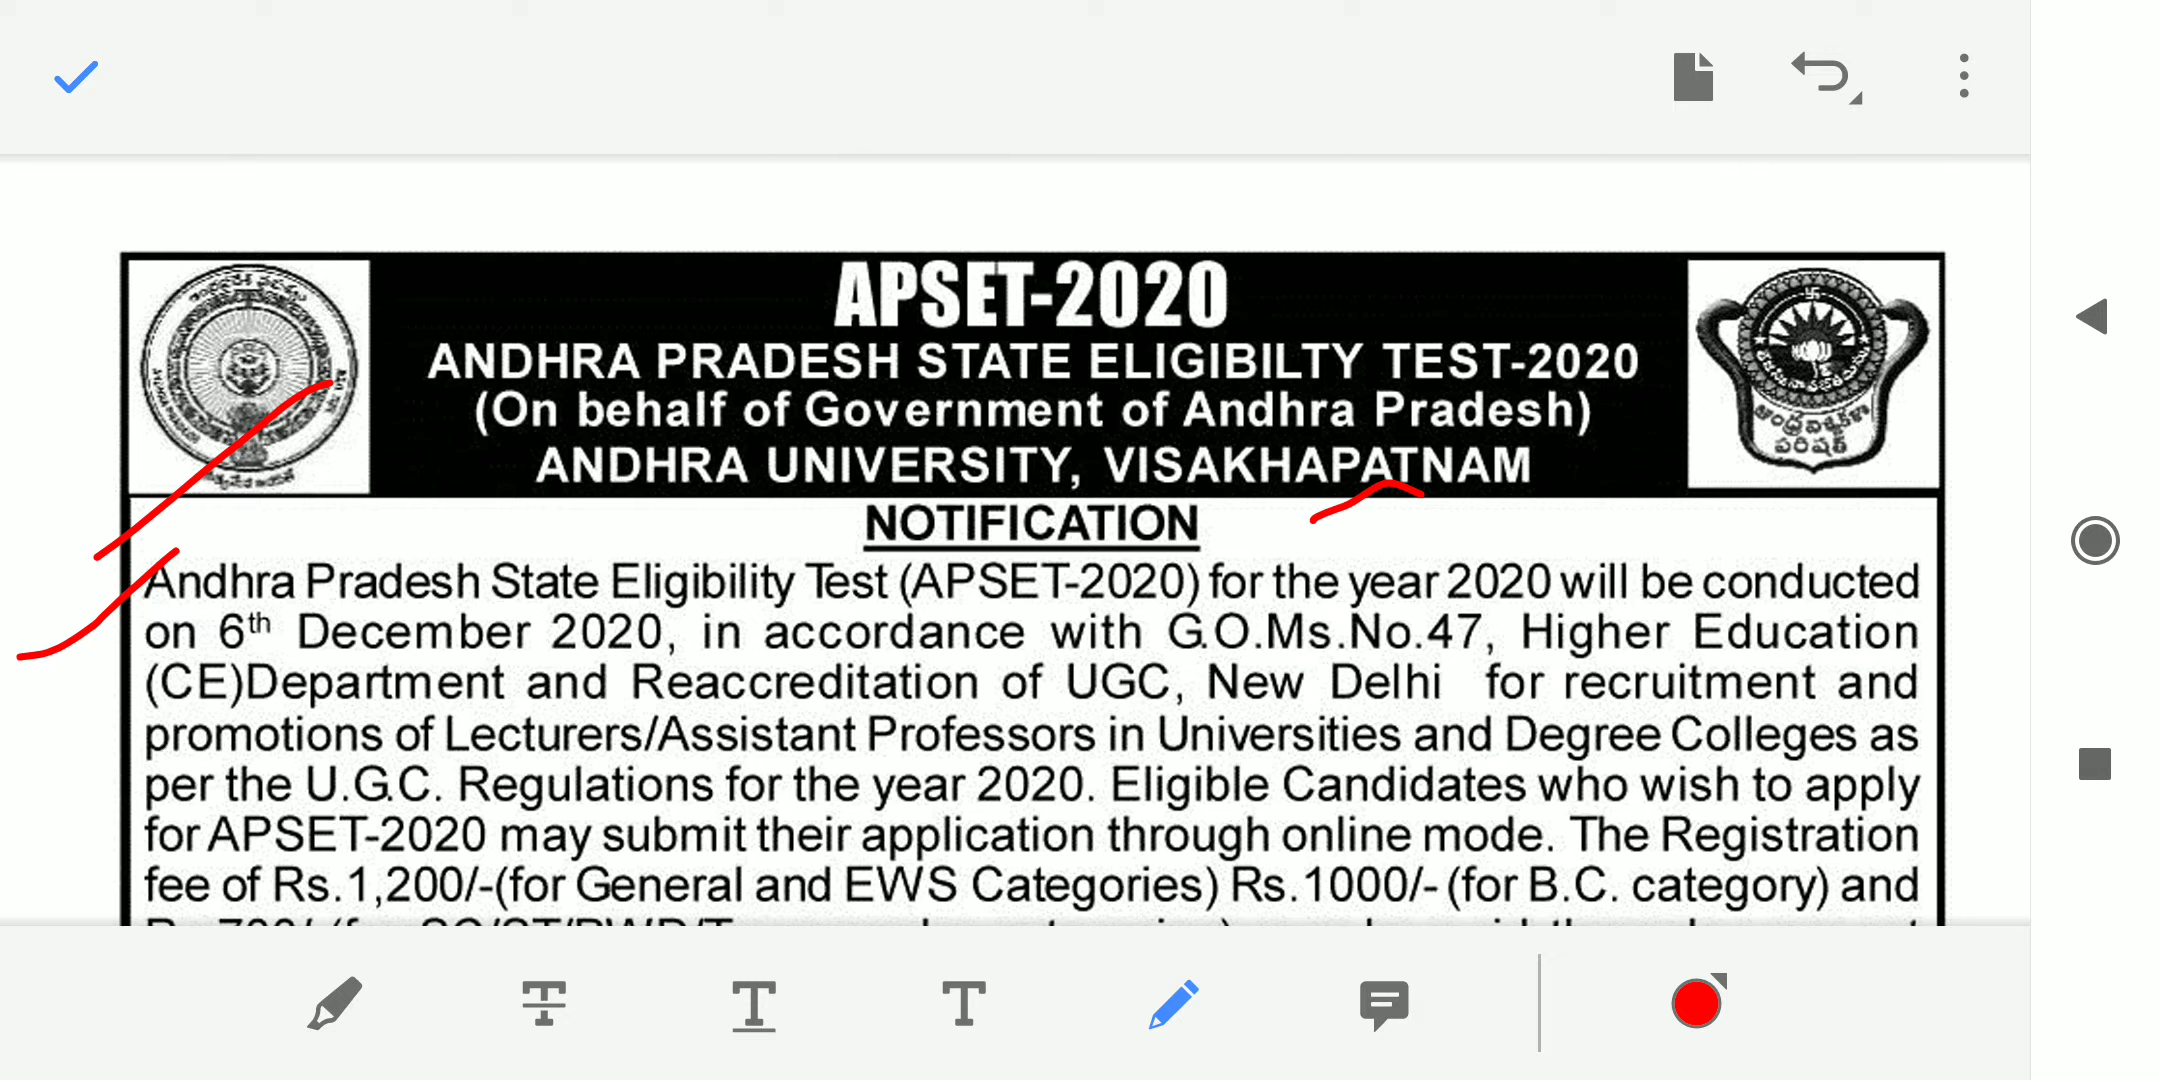 APSET-2020
ANDHRA PRADESH STATE ELIGIBILTY TEST-2020
(On behalf of Government of Andhra Pradesh)
ANDHRA UNIVERSITY, VISAKHAPATNAM
NOTIFICATION
Andhra Pradesh State Eligibility Test (APSET-2020) for the year 2020 will be conducted
on 6th December 2020, in accordance with G.O.Ms.No.47, Higher Education
(CE)Department and Reaccreditation of UGC, New Delhi for recruitment and
promotions of Lecturers/Assistant Professors in Universities and Degree Colleges as
per the U.G.C. Regulations for the year 2020. Eligible Candidates who wish to apply
for APSET-2020 may submit their application through online mode. The Registration
fee of Rs.1,200/-(for General and EWS Categories) Rs.1000/- (for B.C. category) and